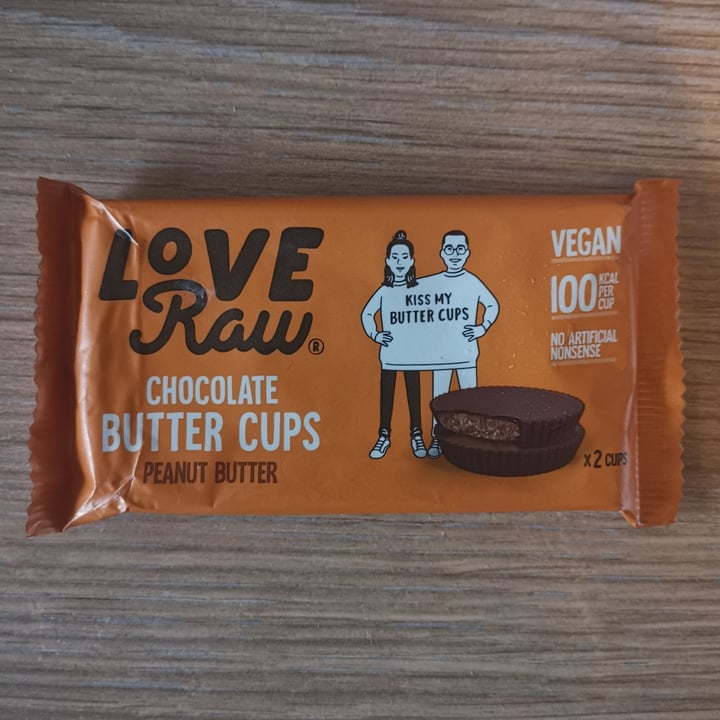 LOVE
Raw®
CHOCOLATE
BUTTER CUPS
PEANUT BUTTER
KISS MY
BUTTER CUPS
VEGAN
100 KCAL
PER
CUP
NO ARTIFICIAL
NONSENSE
X2 CUPS